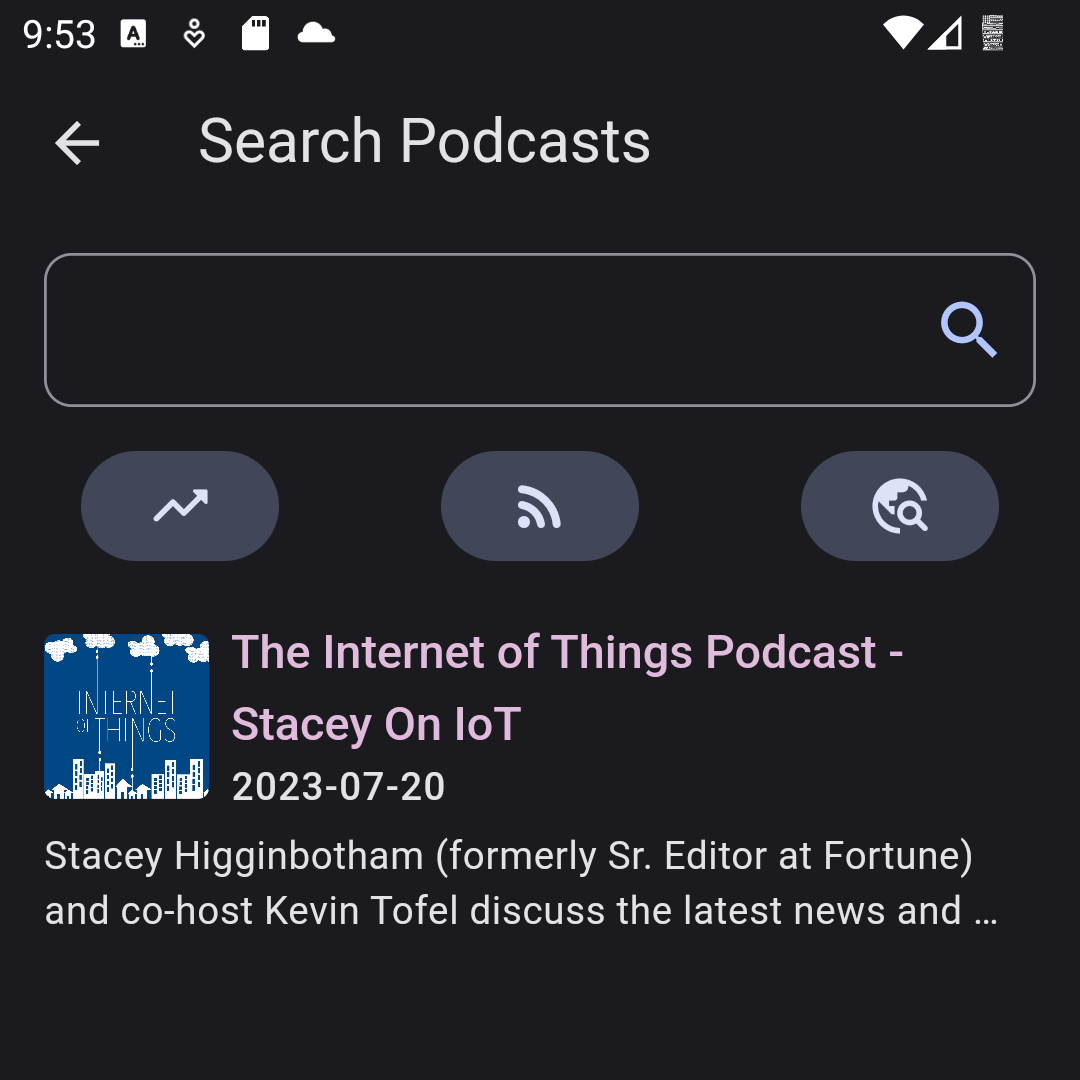 9:53
Search Podcasts
The Internet of Things Podcast -
Stacey On IoT
2023-07-20
INTERNET
OF THINGS
Stacey Higginbotham (formerly Sr. Editor at Fortune)
and co-host Kevin Tofel discuss the latest news and ...